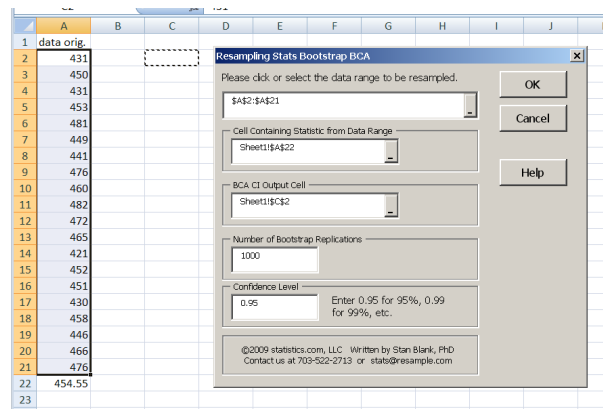 C2 431
A B C D E F G H I J
1 data orig.
2 431
3 450
4 431
5 453
6 481
7 449
8 441
9 476
10 460
11 482
12 472
13 465
14 421
15 452
16 451
17 430
18 458
19 446
20 466
21 476
22 454.55
23
Resampling Stats Bootstrap BCA
Please click or select the data range to be resampled.
$A$2:$A$21
Cell Containing Statistic from Data Range
Sheet1!$A$22
BCA CI Output Cell
Sheet1!$C$2
Number of Bootstrap Replications
1000
Confidence Level
0.95
Enter 0.95 for 95%, 0.99
for 99%, etc.
©2009 statistics.com, LLC Written by Stan Blank, PhD
Contact us at 703-522-2713 or stats@resample.com
OK
Cancel
Help